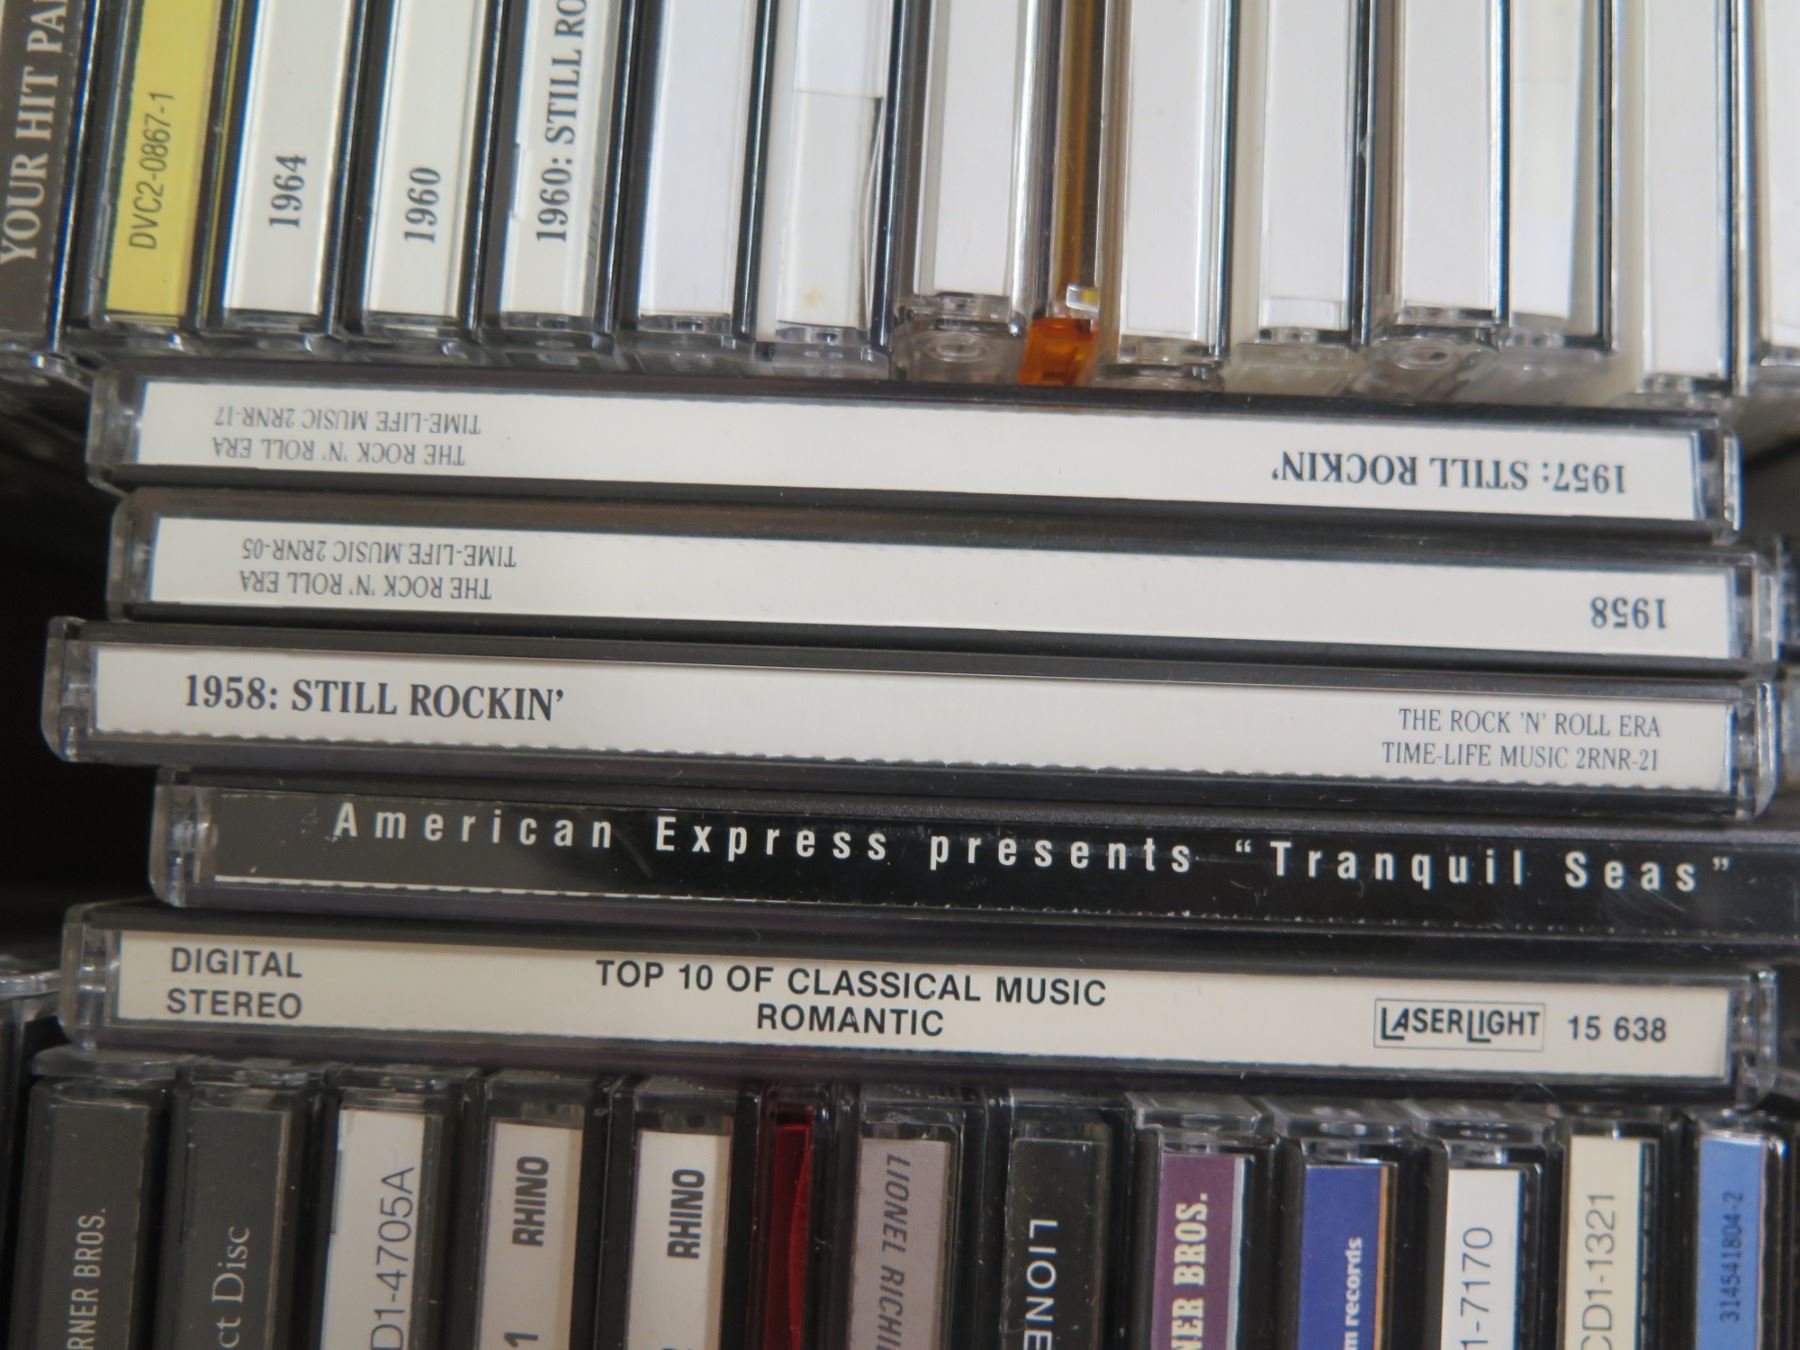 YOUR HIT PA
DVC2-0867-1
1964
1960
1960: STILL RO
1957: STILL ROCKIN'
THE ROCK 'N' ROLL ERA
TIME-LIFE MUSIC 2RNR-17
1958
THE ROCK 'N' ROLL ERA
TIME-LIFE MUSIC 2RNR-05
1958: STILL ROCKIN'
THE ROCK 'N' ROLL ERA
TIME-LIFE MUSIC 2RNR-21
American Express presents "Tranquil Seas"
DIGITAL
STEREO
TOP 10 OF CLASSICAL MUSIC
ROMANTIC
LASERLIGHT 15 638
RNER BROS.
ct Disc
D1-4705A
RHINO
1
RHINO
LIONEL RICHI
LIONE
NER BROS.
m records
1-7170
CD1-1321
314541804-2